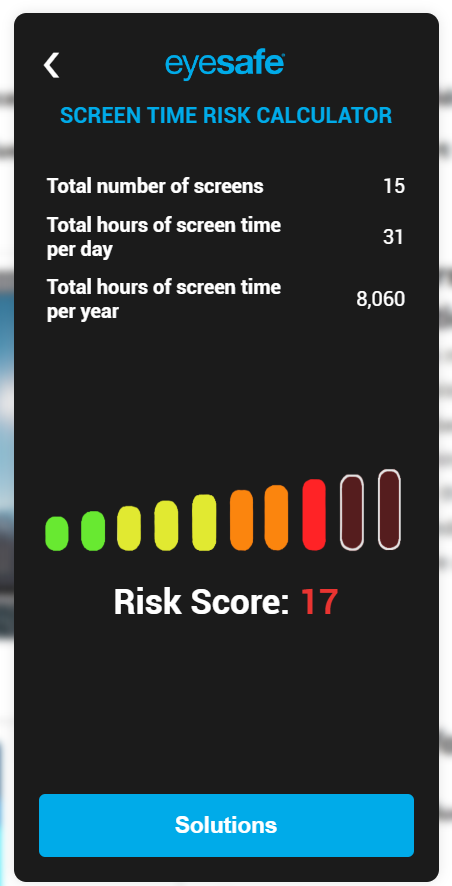 eyesafe
SCREEN TIME RISK CALCULATOR
Total number of screens 15
Total hours of screen time
per day 31
Total hours of screen time
per year 8,060
Risk Score: 17
Solutions